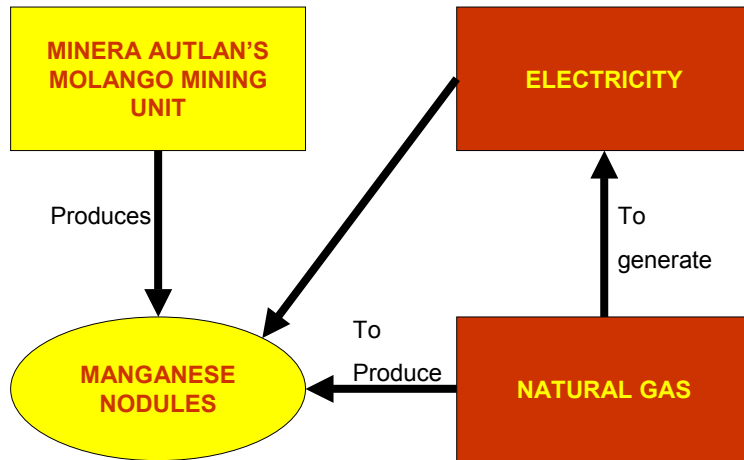 MINERA AUTLAN'S
MOLANGO MINING
UNIT
ELECTRICITY
Produces
To
generate
To
Produce
MANGANESE
NODULES
NATURAL GAS